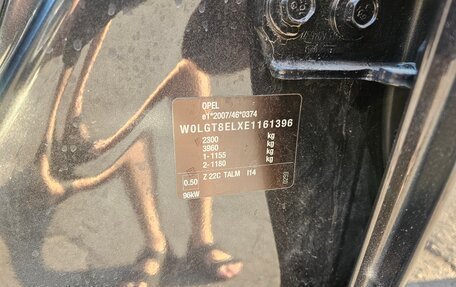 OPEL
e1*2007/46*0374
W0LGT8ELXE1161396
2300 kg
3960 kg
1-1155 kg
2-1180 kg
0.50 Z 22C TALM I14
96kW